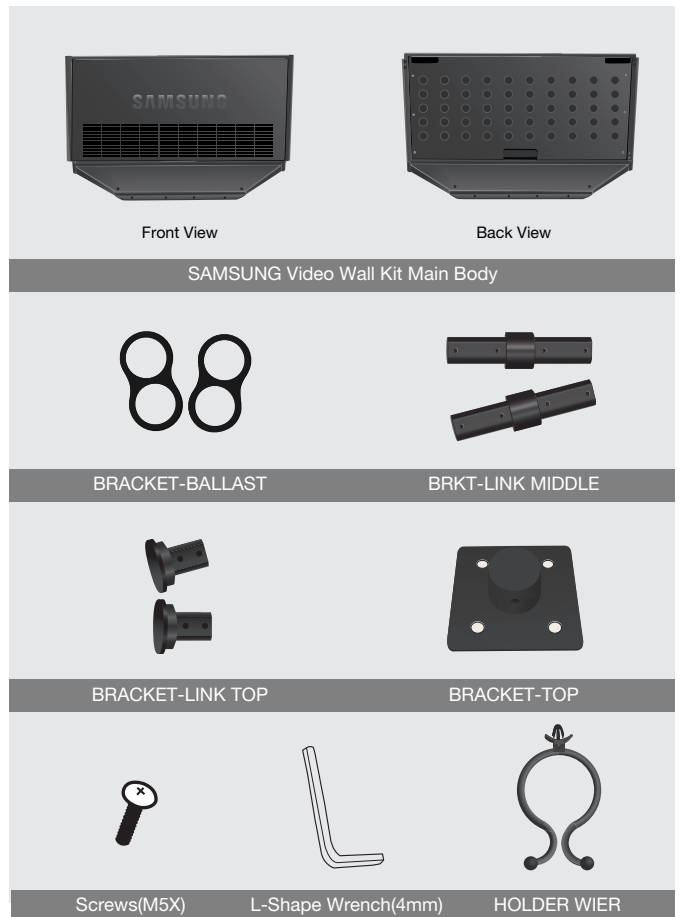 SAMSUNG
Front View
Back View
SAMSUNG Video Wall Kit Main Body
BRACKET-BALLAST
BRKT-LINK MIDDLE
BRACKET-LINK TOP
BRACKET-TOP
Screws(M5X)
L-Shape Wrench(4mm)
HOLDER WIER